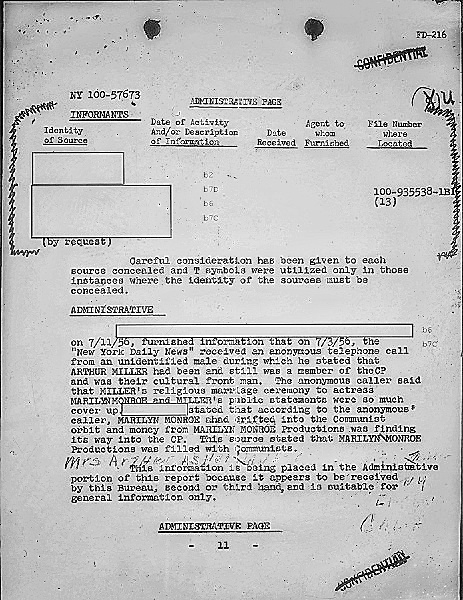 FD-216
CONFIDENTIAL
NY 100-57673
ADMINISTRATIVE PAGE
INFORMANTS
Identity of Source
Date of Activity And/or Description of Information
Date Received
Agent to whom Furnished
File Number where Located
b2
b7D
b6
b7C
100-935538-1B1
(13)
(by request)
Careful consideration has been given to each
source concealed and T symbols were utilized only in those
instances where the identity of the sources must be
concealed.
ADMINISTRATIVE
b6
b7C
on 7/11/56, furnished information that on 7/3/56, the
"New York Daily News" received an anonymous telephone call
from an unidentified male during which he stated that
ARTHUR MILLER had been and still was a member of theCP
and was their cultural front man. The anonymous caller said
that MILLER's religious marriage ceremony to actress
MARILYNMONROE and MILLER's public statements were so much
cover up. stated that according to the anonymous
caller, MARILYN MONROE had drifted into the Communist
orbit and money from MARILYN MONROE Productions was finding
its way into the CP. This source stated that MARILYNMONROE
Productions was filled with Communists.
Mrs Arthur
This information is being placed in the Administative
portion of this report because it appears to be received
by this Bureau, second or third hand, and is suitable for
general information only.
ADMINISTRATIVE PAGE
- 11 -
CONFIDENTIAL